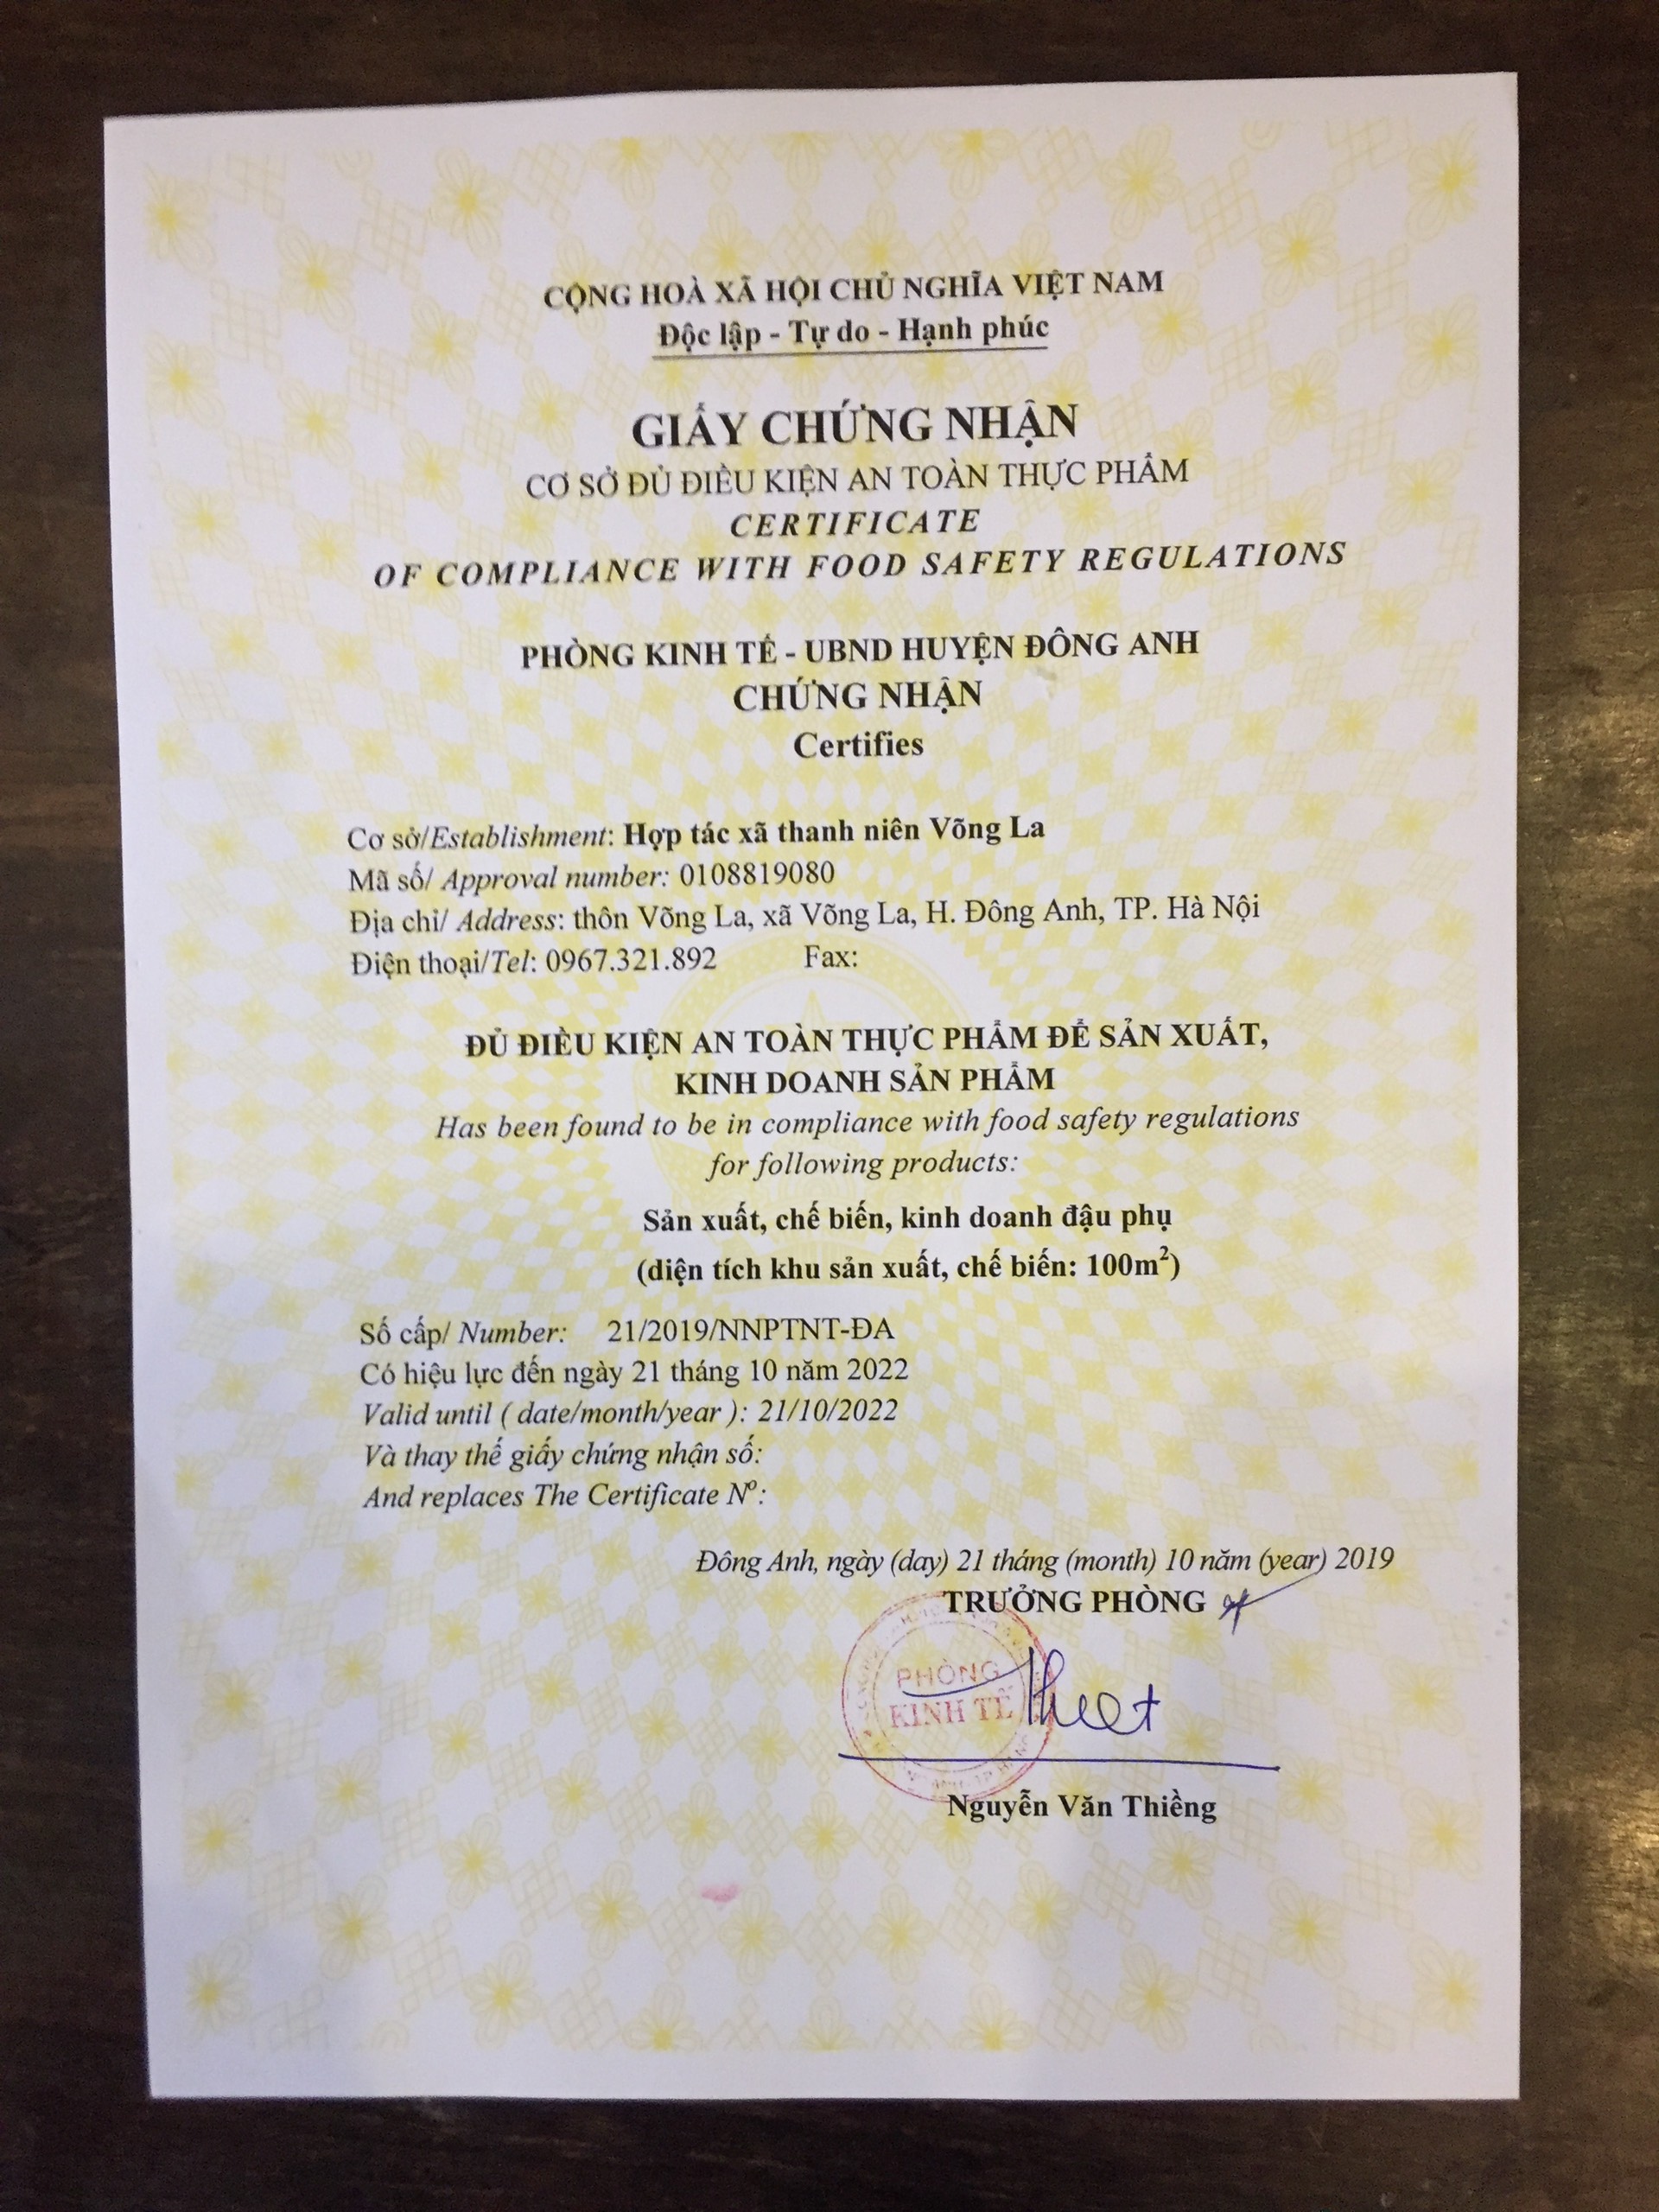 CỘNG HOÀ XÃ HỘI CHỦ NGHĨA VIỆT NAM
Độc lập - Tự do - Hạnh phúc
GIẤY CHỨNG NHẬN
CƠ SỞ ĐỦ ĐIỀU KIỆN AN TOÀN THỰC PHẨM
CERTIFICATE
OF COMPLIANCE WITH FOOD SAFETY REGULATIONS
PHÒNG KINH TẾ - UBND HUYỆN ĐÔNG ANH
CHỨNG NHẬN
Certifies
Cơ sở/Establishment: Hợp tác xã thanh niên Võng La
Mã số/ Approval number: 0108819080
Địa chỉ/ Address: thôn Võng La, xã Võng La, H. Đông Anh, TP. Hà Nội
Điện thoại/Tel: 0967.321.892 Fax:
ĐỦ ĐIỀU KIỆN AN TOÀN THỰC PHẨM ĐỂ SẢN XUẤT,
KINH DOANH SẢN PHẨM
Has been found to be in compliance with food safety regulations
for following products:
Sản xuất, chế biến, kinh doanh đậu phụ
(diện tích khu sản xuất, chế biến: 100m²)
Số cấp/ Number: 21/2019/NNPTNT-ĐA
Có hiệu lực đến ngày 21 tháng 10 năm 2022
Valid until ( date/month/year ): 21/10/2022
Và thay thế giấy chứng nhận số:
And replaces The Certificate Nº:
Đông Anh, ngày (day) 21 tháng (month) 10 năm (year) 2019
TRƯỞNG PHÒNG
PHÒNG
KINH TẾ
Nguyễn Văn Thiềng